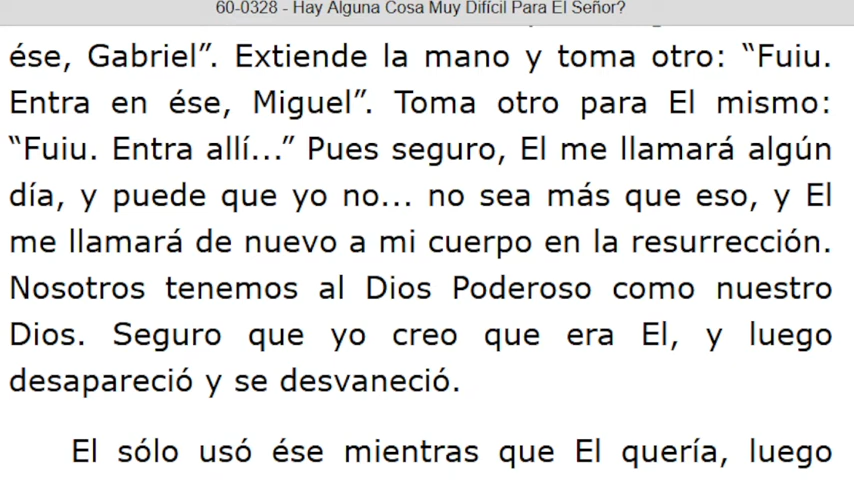 60-0328 - Hay Alguna Cosa Muy Difícil Para El Señor?
ése, Gabriel”. Extiende la mano y toma otro: “Fuiu.
Entra en ése, Miguel”. Toma otro para El mismo:
“Fuiu. Entra allí...” Pues seguro, El me llamará algún
día, y puede que yo no... no sea más que eso, y El
me llamará de nuevo a mi cuerpo en la resurrección.
Nosotros tenemos al Dios Poderoso como nuestro
Dios. Seguro que yo creo que era El, y luego
desapareció y se desvaneció.
El sólo usó ése mientras que El quería, luego